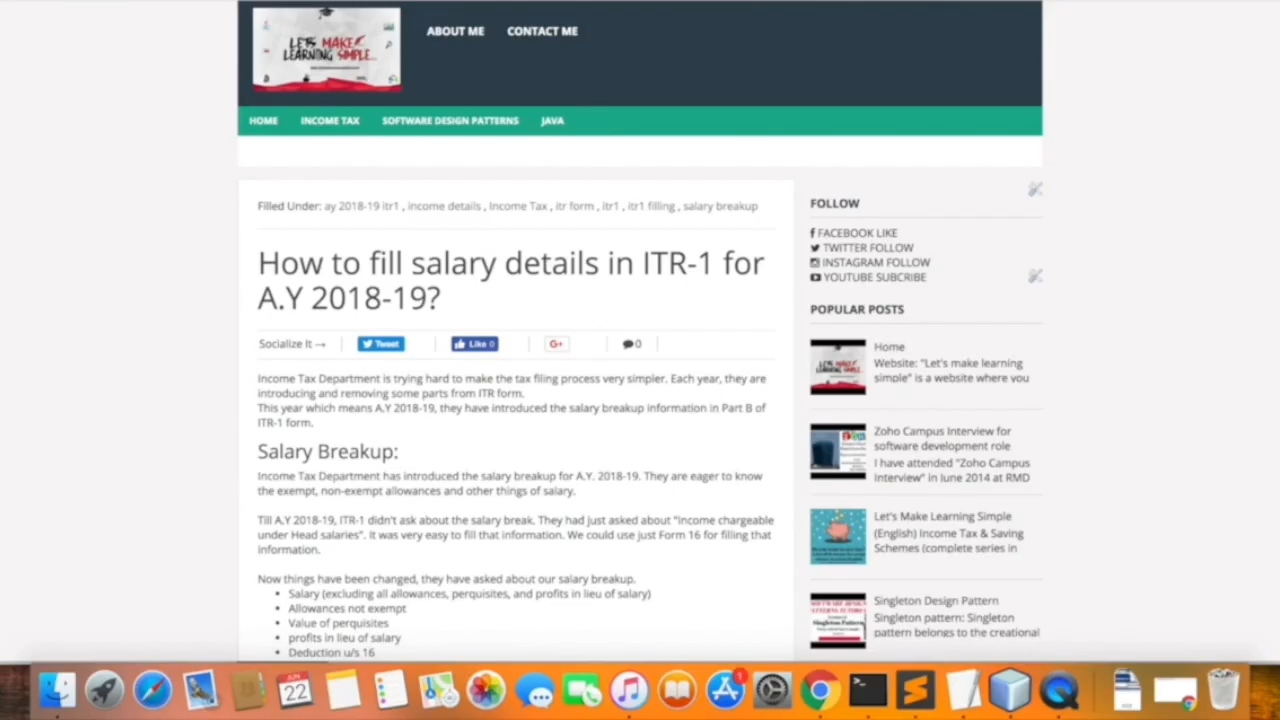 LET'S MAKE
LEARNING SIMPLE...
ABOUT ME
CONTACT ME
HOME
INCOME TAX
SOFTWARE DESIGN PATTERNS
JAVA
Filled Under: ay 2018-19 itr1 , income details , Income Tax , itr form , itr1 , itr1 filling , salary breakup
How to fill salary details in ITR-1 for
A.Y 2018-19?
Socialize It →
Tweet
Like 0
G+
0
Income Tax Department is trying hard to make the tax filing process very simpler. Each year, they are
introducing and removing some parts from ITR form.
This year which means A.Y 2018-19, they have introduced the salary breakup information in Part B of
ITR-1 form.
Salary Breakup:
Income Tax Department has introduced the salary breakup for A.Y. 2018-19. They are eager to know
the exempt, non-exempt allowances and other things of salary.
Till A.Y 2018-19, ITR-1 didn't ask about the salary break. They had just asked about "Income chargeable
under Head salaries". It was very easy to fill that information. We could use just Form 16 for filling that
information.
Now things have been changed, they have asked about our salary breakup.
• Salary (excluding all allowances, perquisites, and profits in lieu of salary)
• Allowances not exempt
• Value of perquisites
• profits in lieu of salary
• Deduction u/s 16
FOLLOW
FACEBOOK LIKE
TWITTER FOLLOW
INSTAGRAM FOLLOW
YOUTUBE SUBCRIBE
POPULAR POSTS
Home
Website: "Let's make learning
simple" is a website where you
Zoho Campus Interview for
software development role
I have attended "Zoho Campus
Interview" in June 2014 at RMD
Let's Make Learning Simple
(English) Income Tax & Saving
Schemes (complete series in
Singleton Design Pattern
Singleton pattern: Singleton
pattern belongs to the creational
JUN
22
1